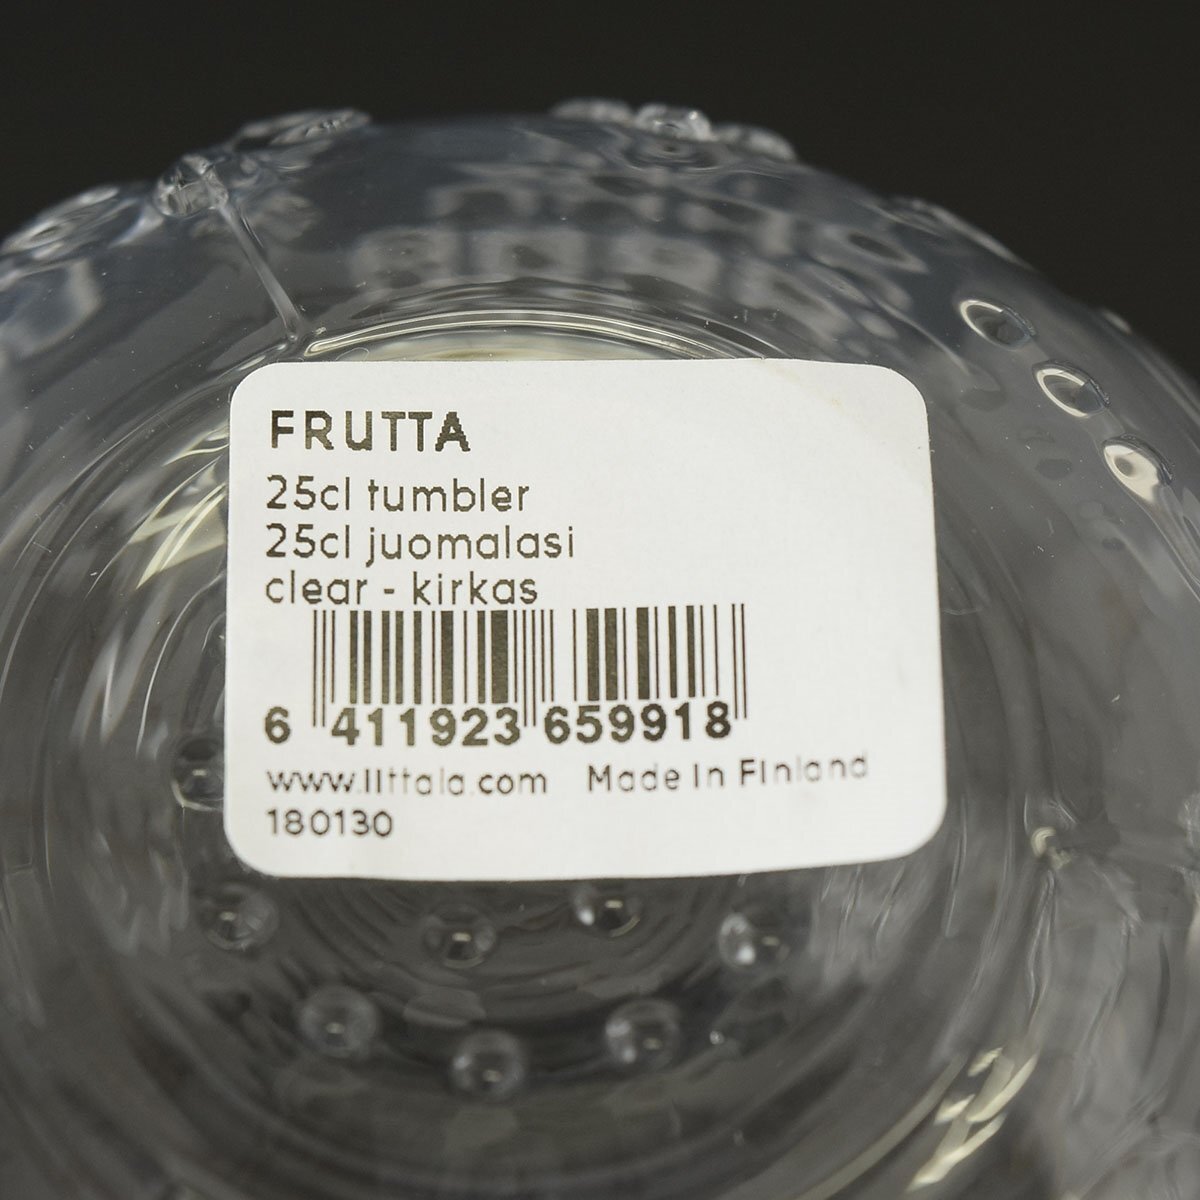 FRUTTA
25cl tumbler
25cl juomalasi
clear - kirkas
6 411923 659918
www.iittala.com Made in Finland
180130